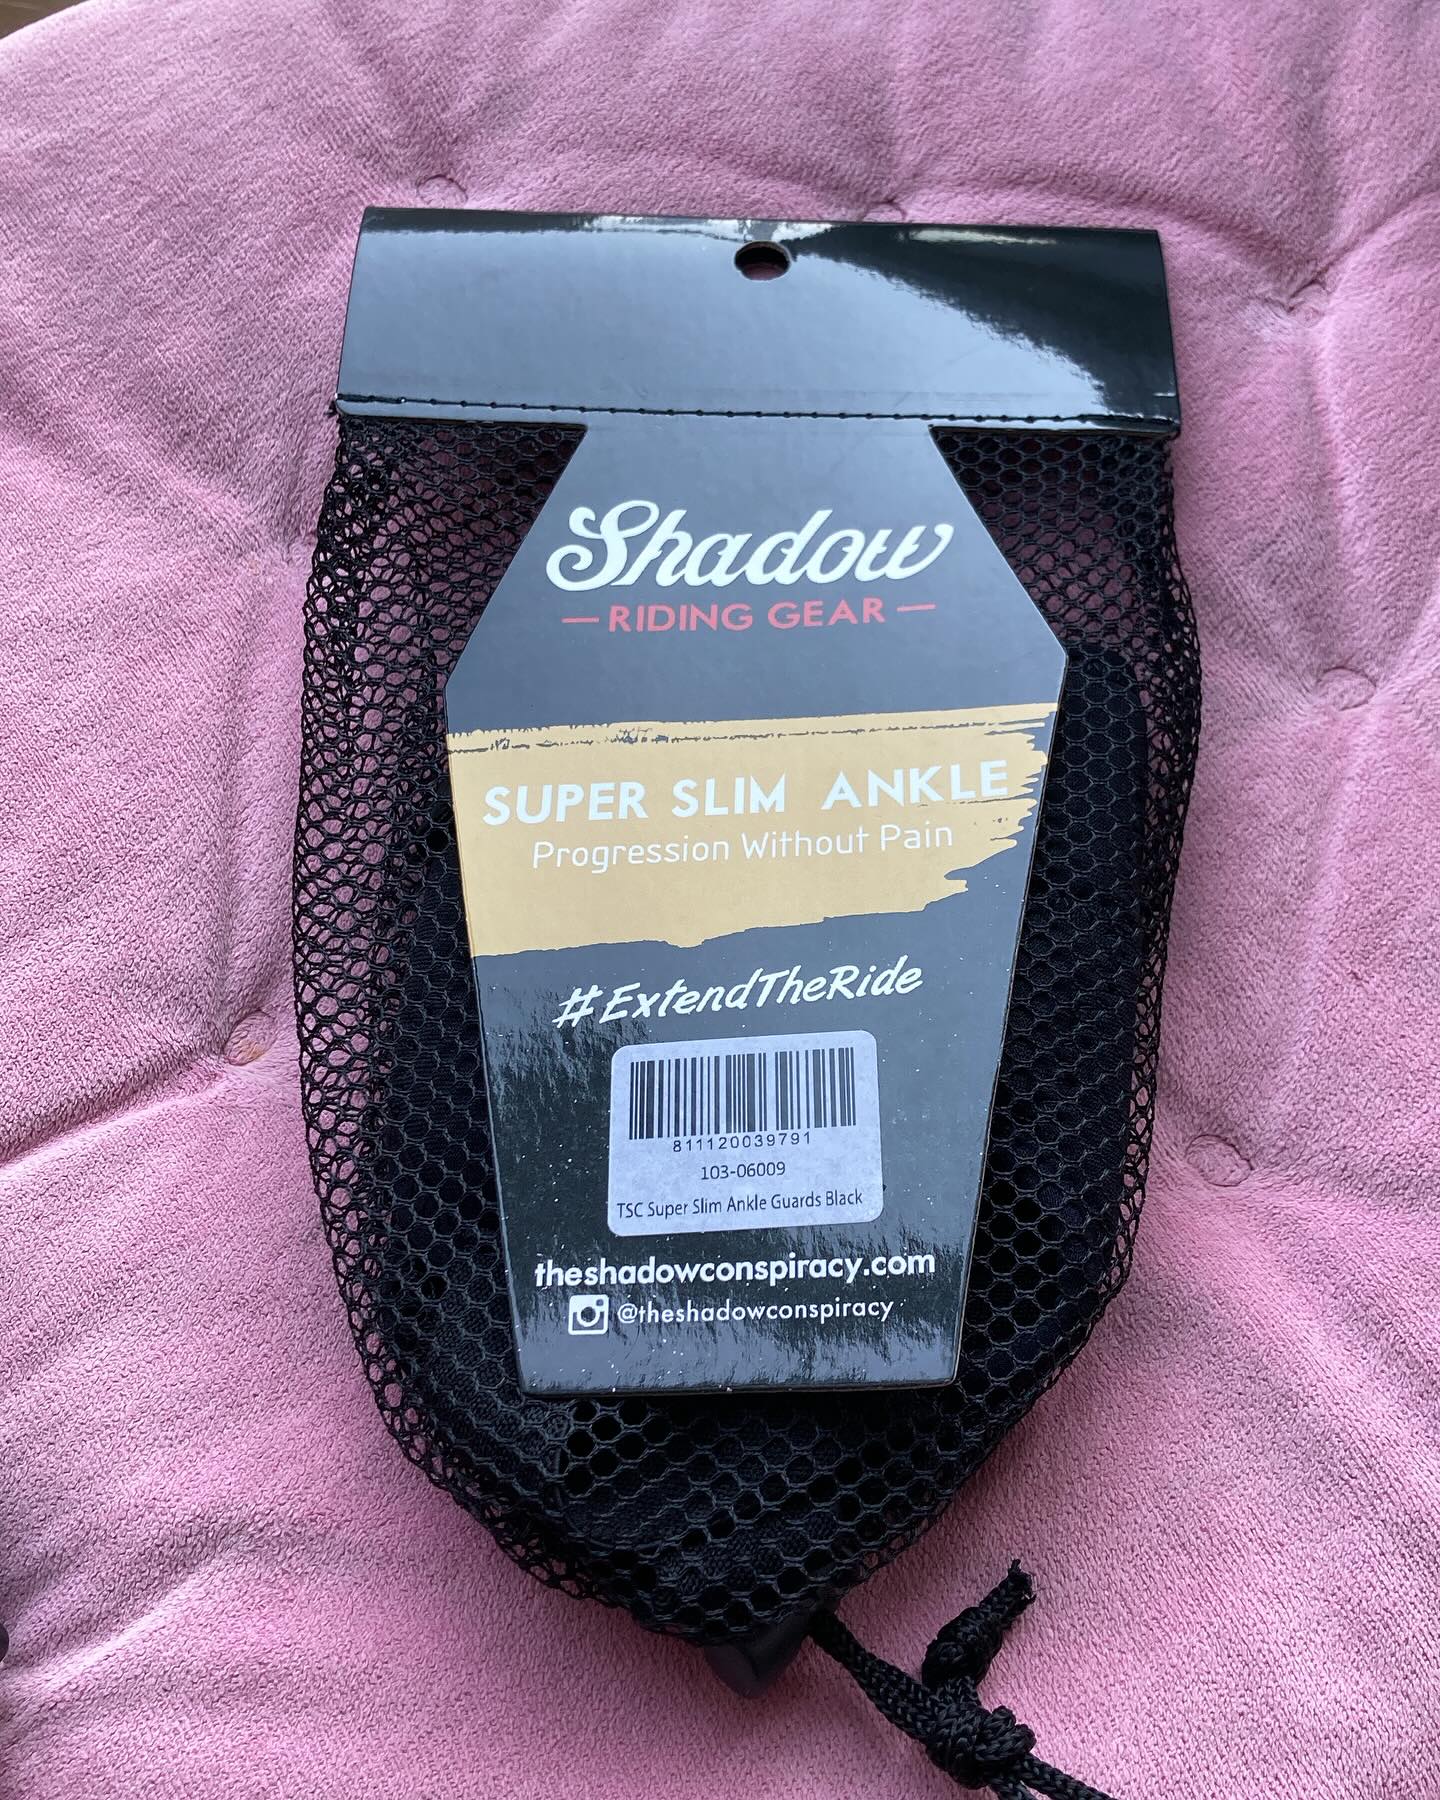 Shadow
RIDING GEAR
SUPER SLIM ANKLE
Progression Without Pain
#ExtendTheRide
811120039791
103-06009
TSC Super Slim Ankle Guards Black
theshadowconspiracy.com
@theshadowconspiracy